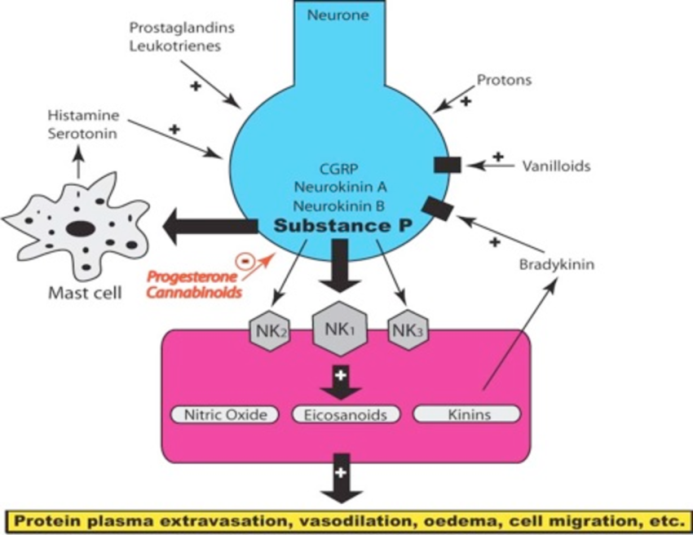 Neurone
Prostaglandins
Leukotrienes
+
Protons
+
Histamine
Serotonin
+
+
Vanilloids
CGRP
Neurokinin A
Neurokinin B
Substance P
+
Bradykinin
Mast cell
-
Progesterone
Cannabinoids
NK2
NK1
NK3
+
Nitric Oxide
Eicosanoids
Kinins
+
Protein plasma extravasation, vasodilation, oedema, cell migration, etc.